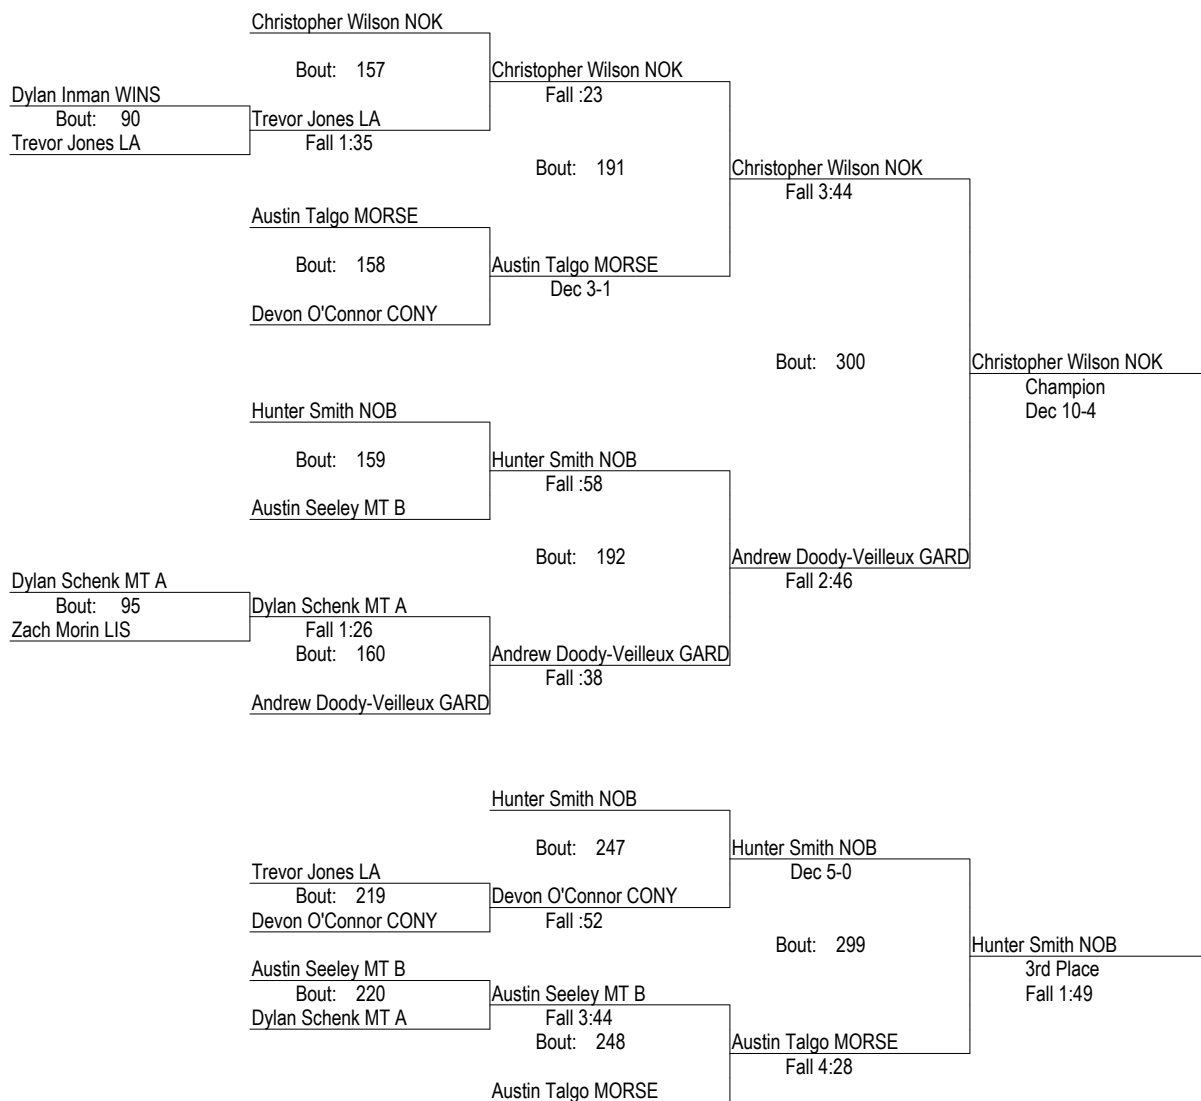 Christopher Wilson NOK
Bout: 157
Christopher Wilson NOK
Dylan Inman WINS
Fall :23
Bout: 90
Trevor Jones LA
Trevor Jones LA
Fall 1:35
Bout: 191
Christopher Wilson NOK
Fall 3:44
Austin Talgo MORSE
Bout: 158
Austin Talgo MORSE
Dec 3-1
Devon O'Connor CONY
Bout: 300
Christopher Wilson NOK
Champion
Dec 10-4
Hunter Smith NOB
Bout: 159
Hunter Smith NOB
Fall :58
Austin Seeley MT B
Bout: 192
Andrew Doody-Veilleux GARD
Fall 2:46
Dylan Schenk MT A
Bout: 95
Dylan Schenk MT A
Zach Morin LIS
Fall 1:26
Bout: 160
Andrew Doody-Veilleux GARD
Fall :38
Andrew Doody-Veilleux GARD
Hunter Smith NOB
Bout: 247
Hunter Smith NOB
Dec 5-0
Trevor Jones LA
Bout: 219
Devon O'Connor CONY
Devon O'Connor CONY
Fall :52
Bout: 299
Hunter Smith NOB
3rd Place
Fall 1:49
Austin Seeley MT B
Bout: 220
Austin Seeley MT B
Dylan Schenk MT A
Fall 3:44
Bout: 248
Austin Talgo MORSE
Fall 4:28
Austin Talgo MORSE